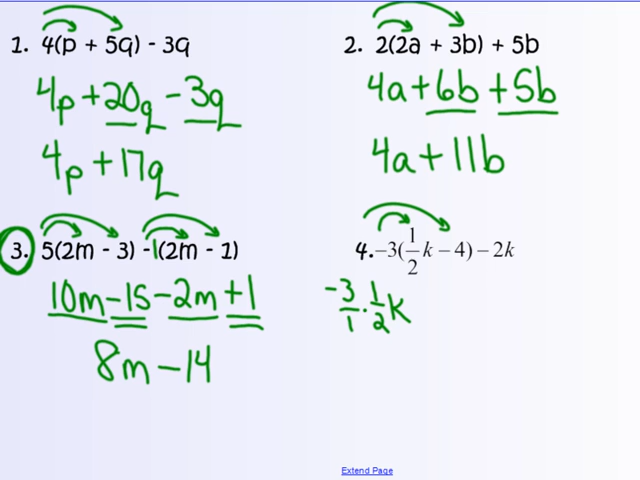 1. 4(p + 5q) - 3q
4p + 20q - 3q
4p + 17q
2. 2(2a + 3b) + 5b
4a + 6b + 5b
4a + 11b
3. 5(2m - 3) -1(2m - 1)
10m - 15 - 2m + 1
8m - 14
4. −3(1/2 k − 4) − 2k
-3/1 · 1/2 k
Extend Page